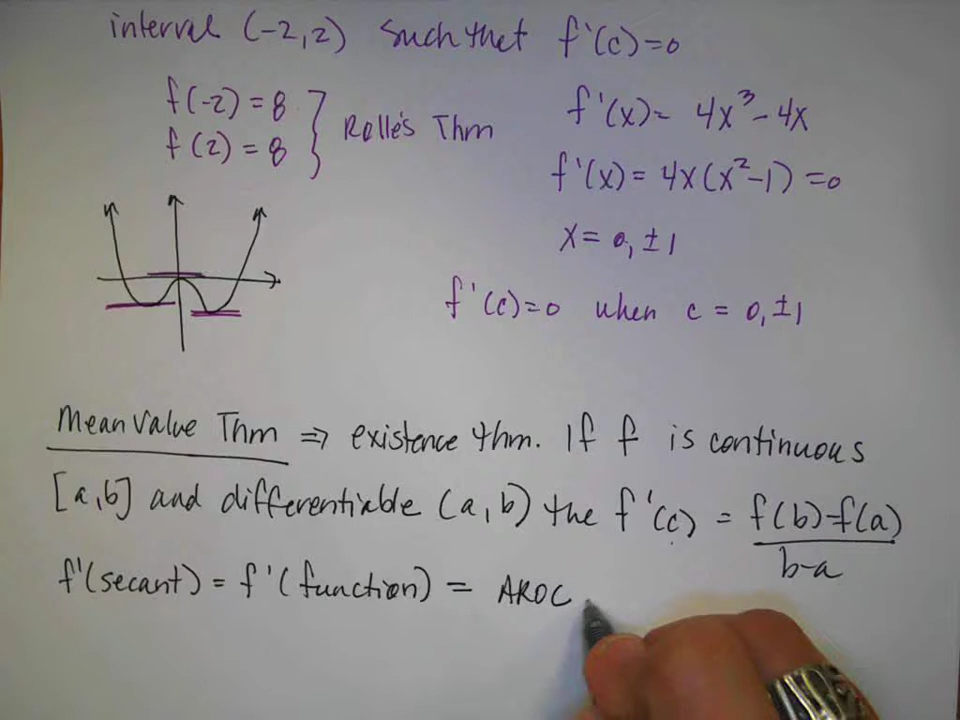 interval (-2,2) such that f'(c)=0
f(-2)=8
f(2)=8
Rolle's Thm
f'(x)= 4x³-4x
f'(x)= 4x(x²-1)=0
x= 0, ±1
f'(c)=0 when c = 0, ±1
Mean Value Thm ⇒ existence thm. If f is continuous
[a,b] and differentiable (a,b) the f'(c) = f(b)-f(a)
b-a
f'(secant) = f'(function) = AROC